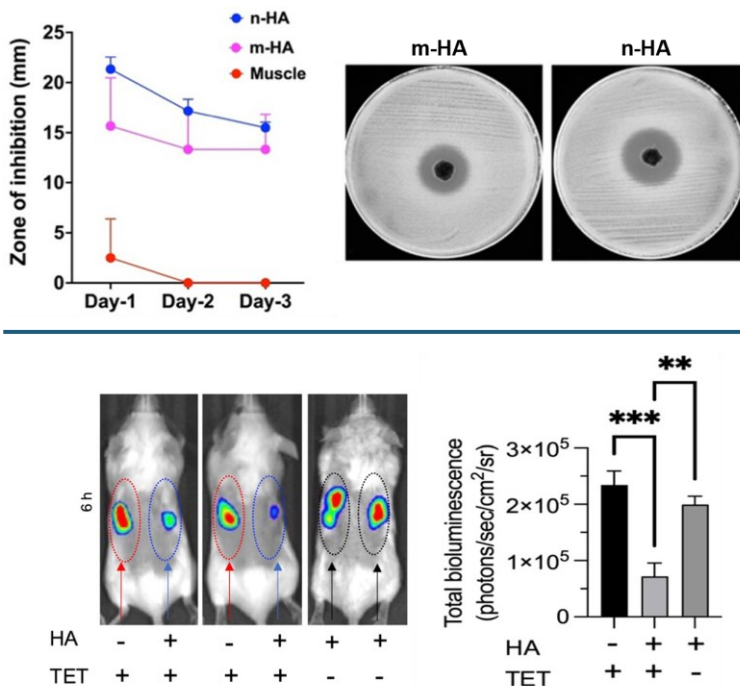 25
20
15
10
5
0
Zone of inhibition (mm)
n-HA
m-HA
Muscle
Day-1 Day-2 Day-3
m-HA n-HA
6 h
HA - + - + + +
TET + + + + - -
**
***
3×10⁵
2×10⁵
1×10⁵
0
Total bioluminescence
(photons/sec/cm²/sr)
HA - + +
TET + + -